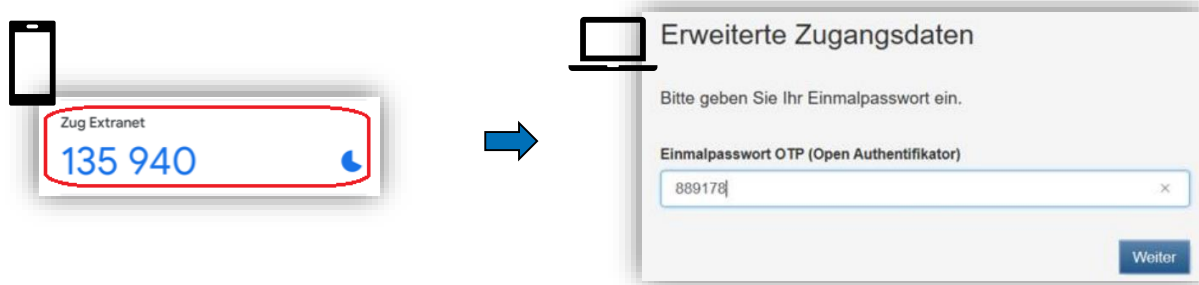 Zug Extranet
135 940
Erweiterte Zugangsdaten
Bitte geben Sie Ihr Einmalpasswort ein.
Einmalpasswort OTP (Open Authentifikator)
889178
Weiter